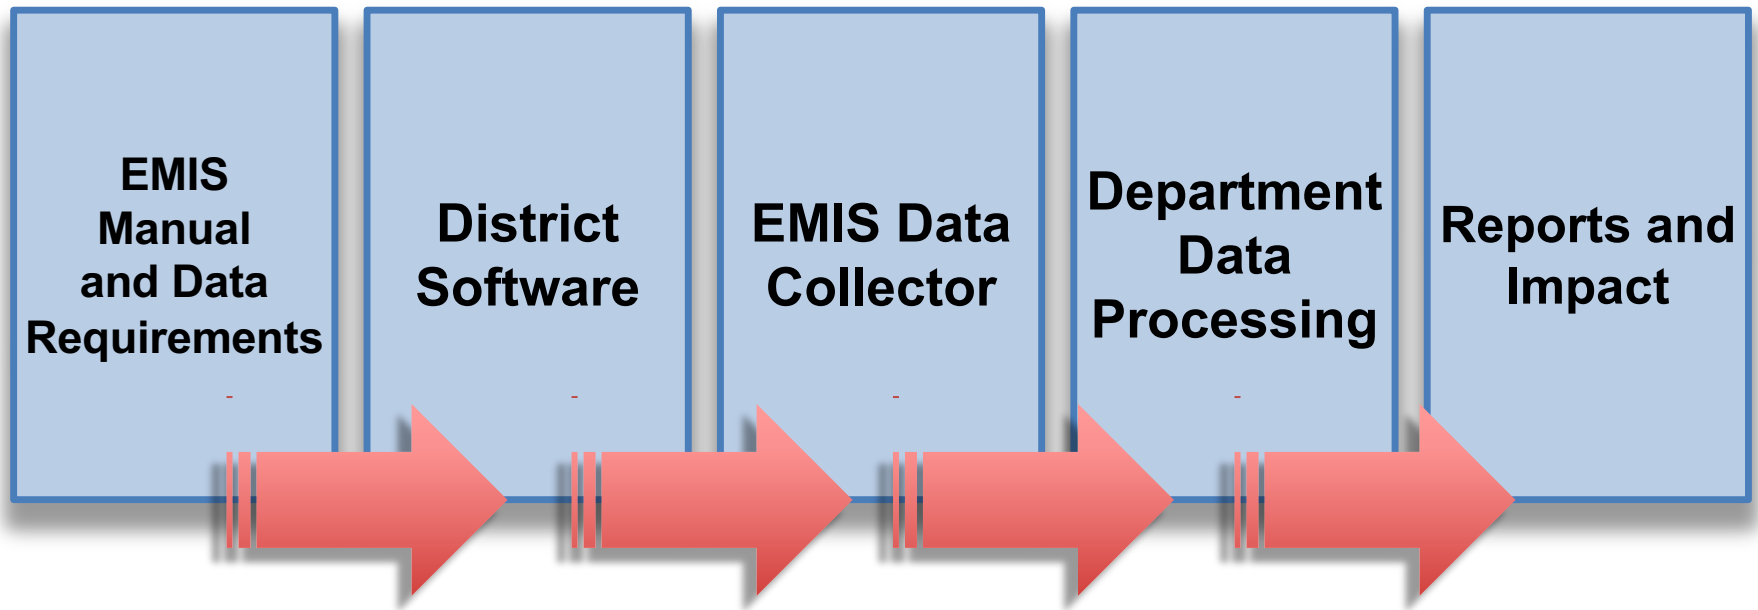 EMIS
Manual
and Data
Requirements
District
Software
EMIS Data
Collector
Department
Data
Processing
Reports and
Impact